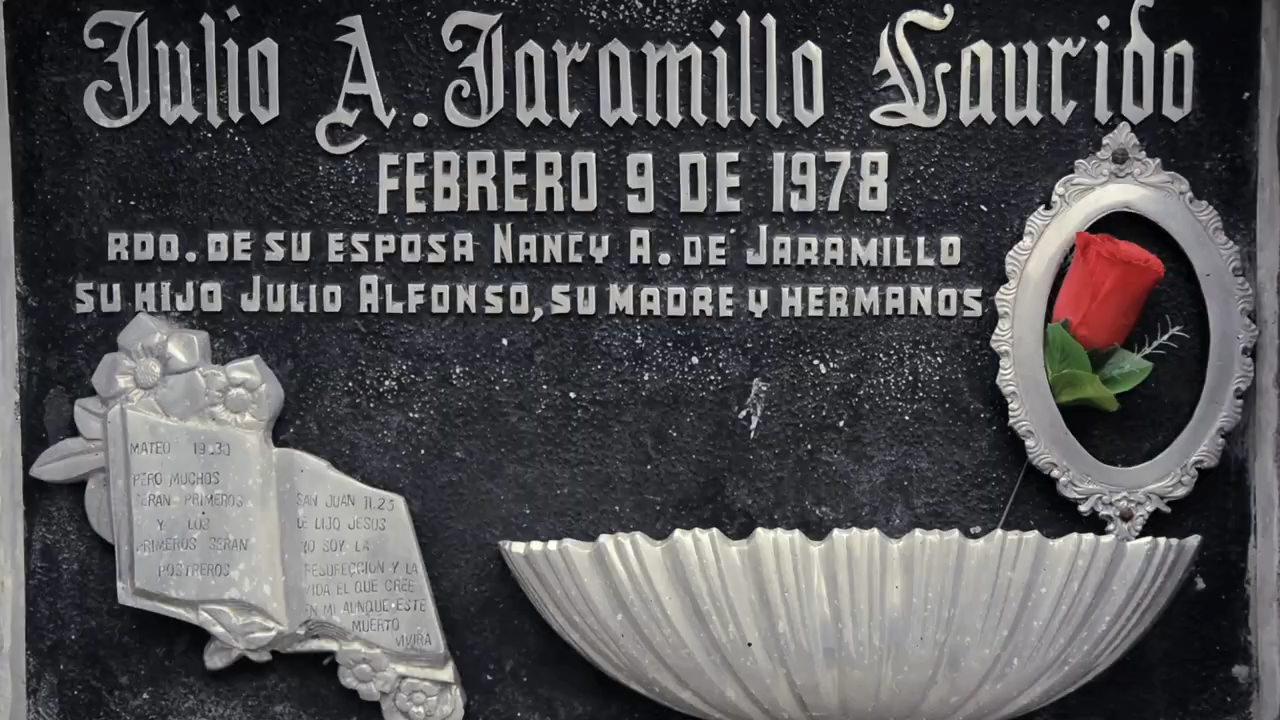 Julio A. Jaramillo Laurido
FEBRERO 9 DE 1978
RDO. DE SU ESPOSA NANCY A. DE JARAMILLO
SU HIJO JULIO ALFONSO, SU MADRE Y HERMANOS
MATEO 19.30
PERO MUCHOS
SERAN PRIMEROS
Y LOS
PRIMEROS SERAN
POSTREROS
SAN JUAN 11.25
LE DIJO JESUS
YO SOY LA
RESURECCION Y LA
VIDA EL QUE CREE
EN MI AUNQUE ESTE
MUERTO
VIVIRA